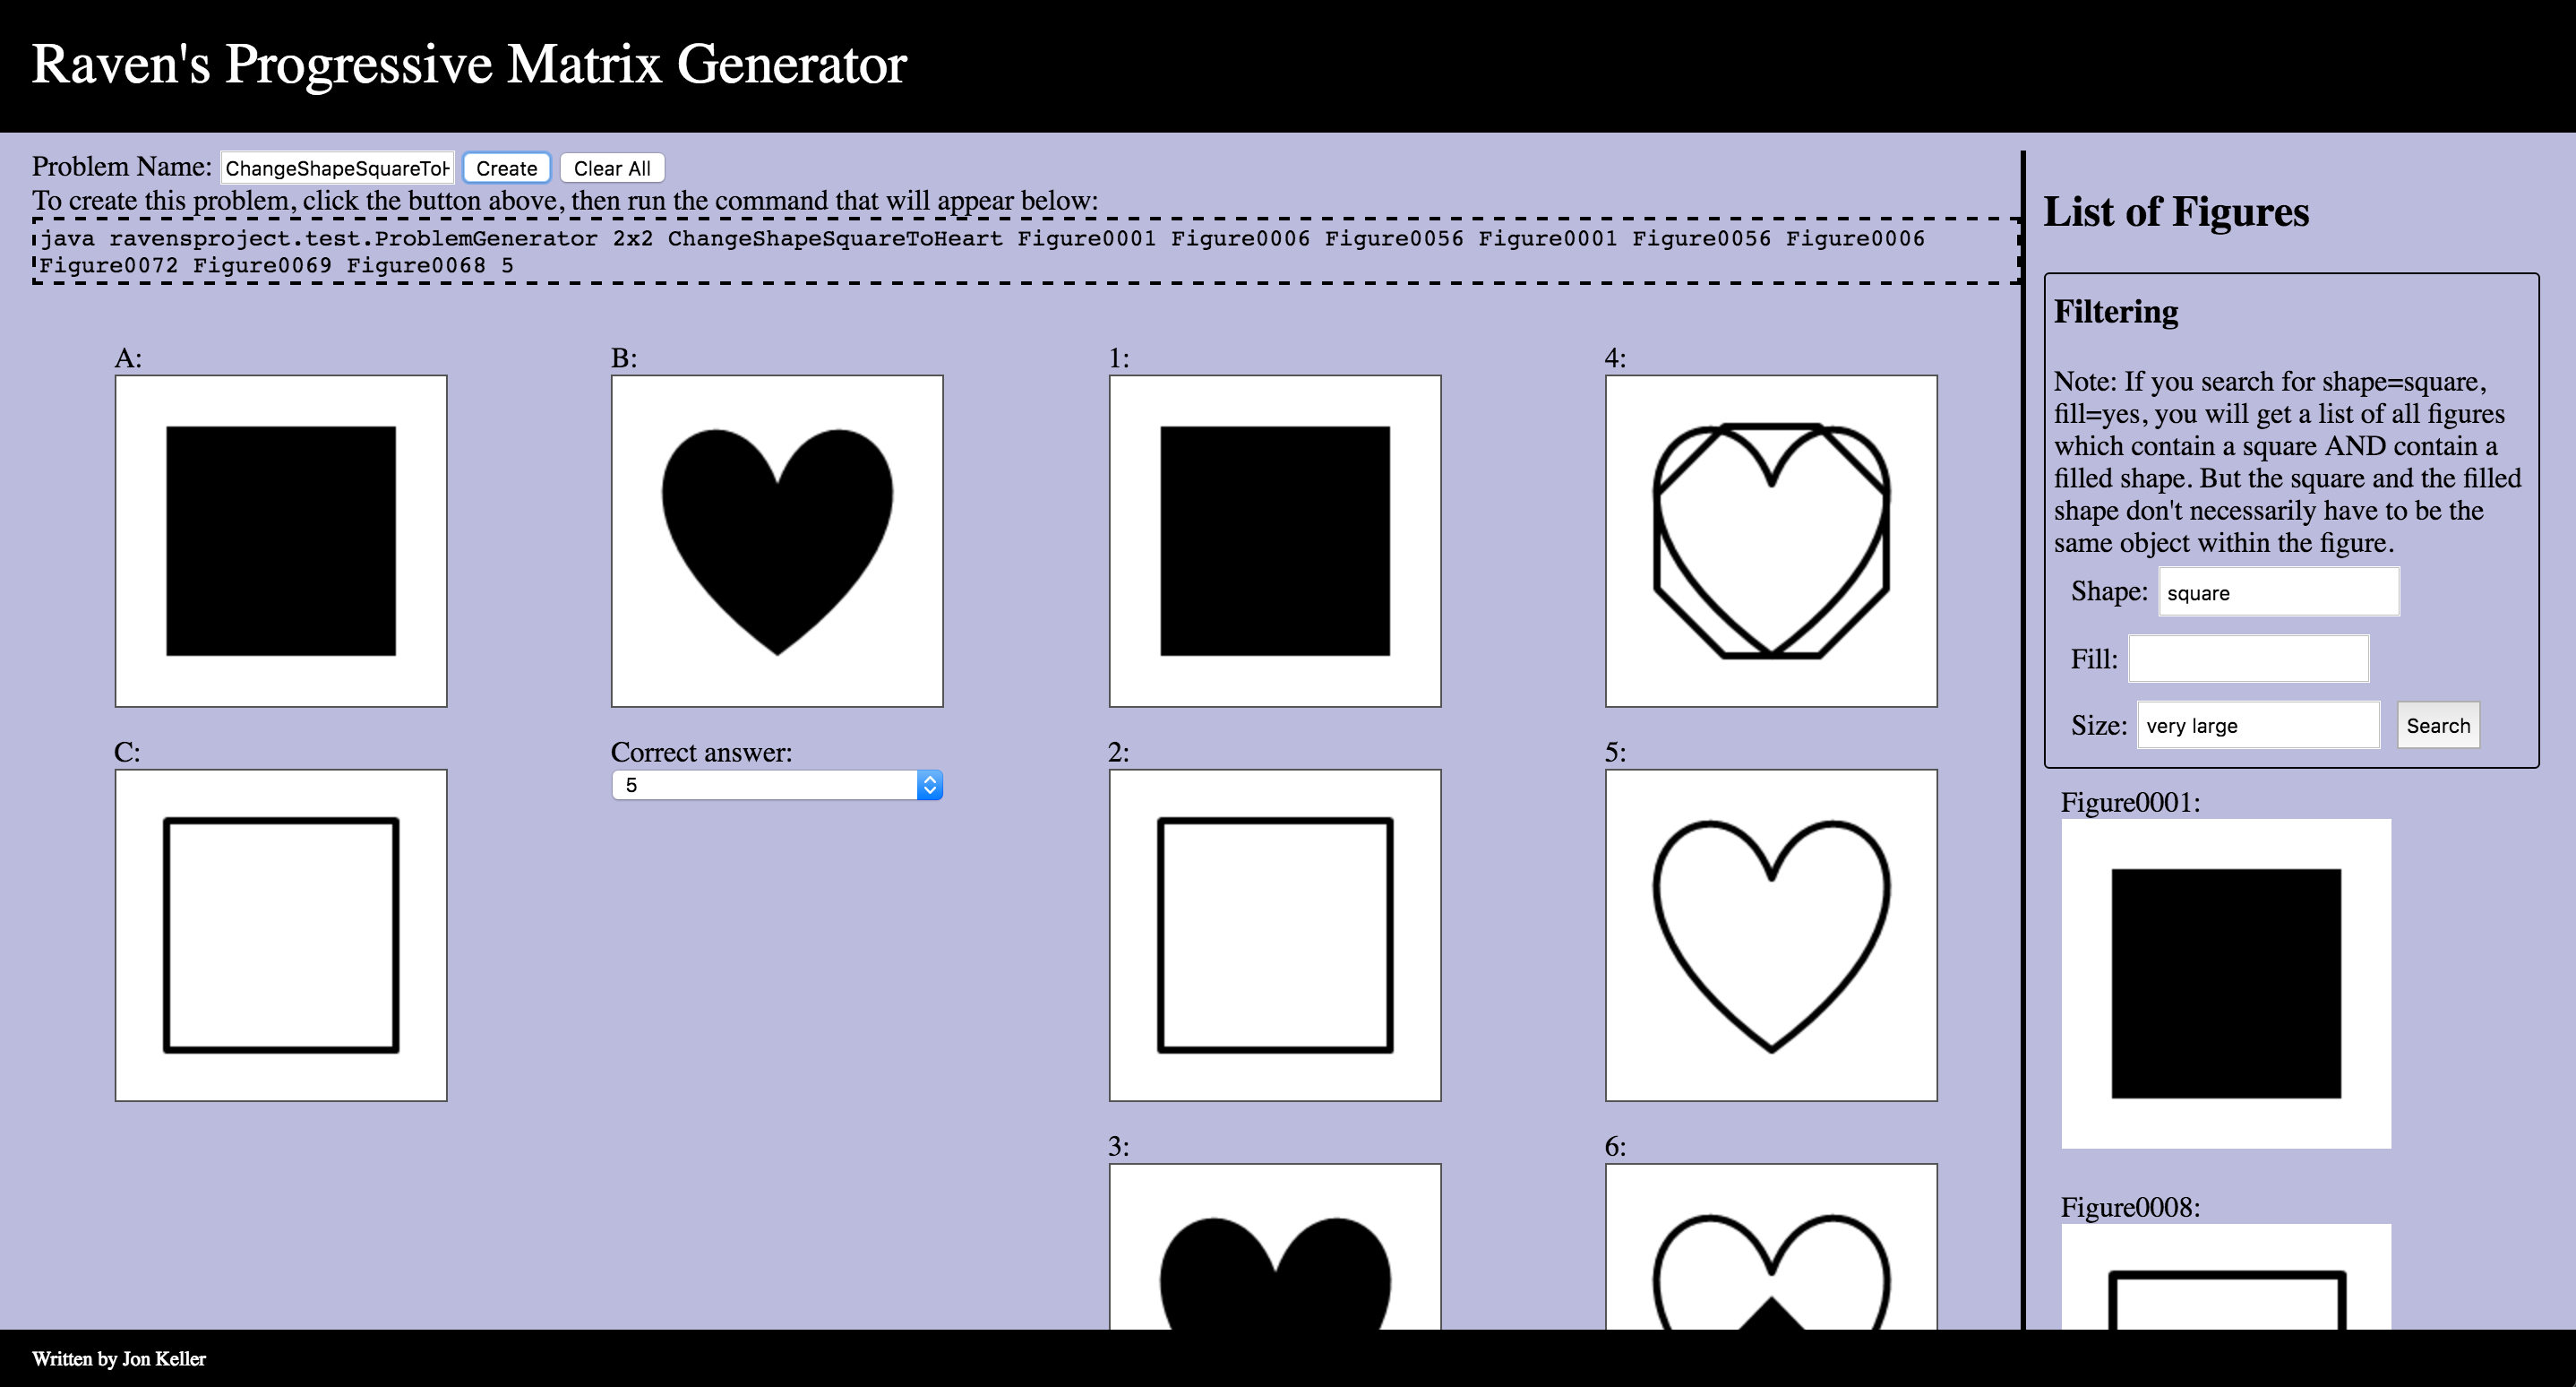 Raven's Progressive Matrix Generator
Problem Name: ChangeShapeSquareToH Create Clear All
To create this problem, click the button above, then run the command that will appear below:
java ravensproject.test.ProblemGenerator 2x2 ChangeShapeSquareToHeart Figure0001 Figure0006 Figure0056 Figure0001 Figure0056 Figure0006
Figure0072 Figure0069 Figure0068 5
A:
B:
1:
4:
C:
Correct answer:
5
2:
5:
3:
6:
List of Figures
Filtering
Note: If you search for shape=square,
fill=yes, you will get a list of all figures
which contain a square AND contain a
filled shape. But the square and the filled
shape don't necessarily have to be the
same object within the figure.
Shape: square
Fill:
Size: very large Search
Figure0001:
Figure0008:
Written by Jon Keller